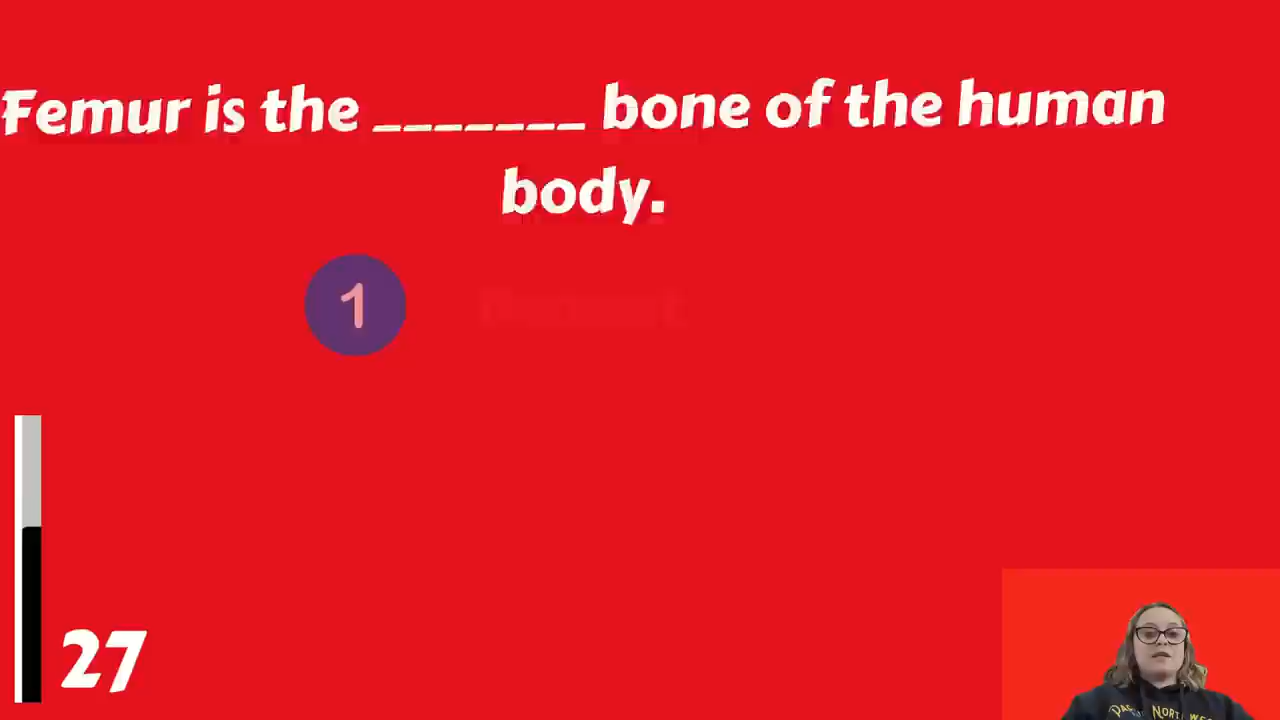 Femur is the _______ bone of the human
body.
1
27